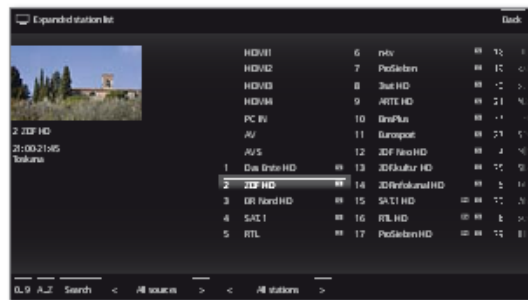 Expanded station list
Back
2 ZDF HD
21:00-21:45
Toskana
HDMI1
HDMI2
HDMI3
HDMI4
PC IN
AV
AV S
1 Das Erste HD
2 ZDF HD
3 BR Nord HD
4 SAT.1
5 RTL
6 n-tv
7 ProSieben
8 3sat HD
9 ARTE HD
10 EinsPlus
11 Eurosport
12 ZDF Neo HD
13 ZDFkultur HD
14 ZDFinfokanal HD
15 SAT.1 HD
16 RTL HD
17 ProSieben HD
0...9 A...Z Search < All sources > < All stations >